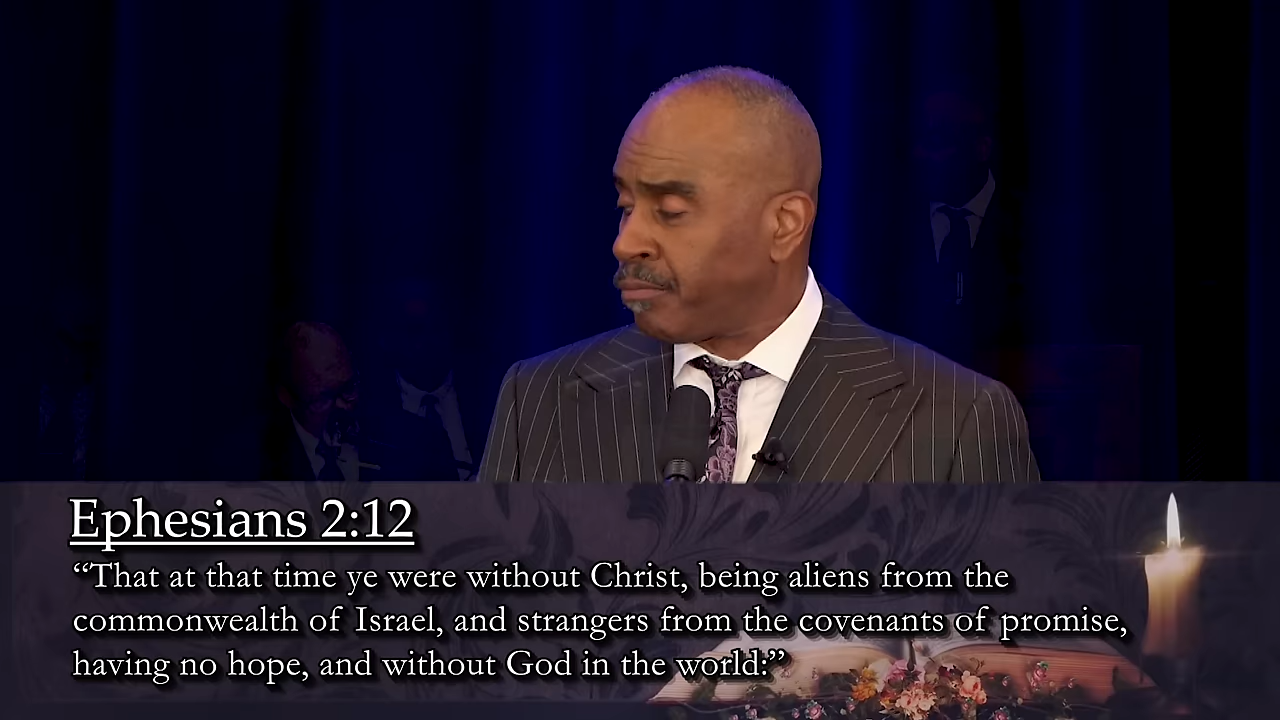 Ephesians 2:12
“That at that time ye were without Christ, being aliens from the
commonwealth of Israel, and strangers from the covenants of promise,
having no hope, and without God in the world:”